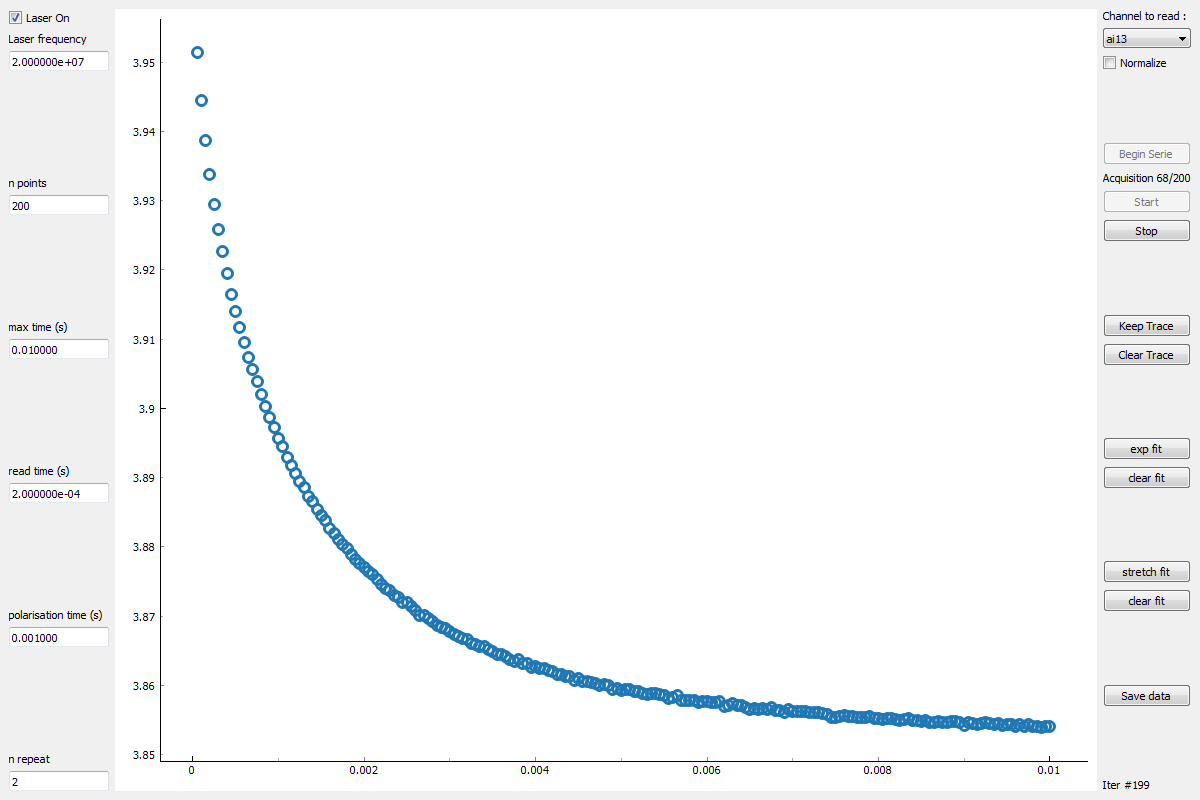 Laser On
Laser frequency
2.000000e+07
n points
200
max time (s)
0.010000
read time (s)
2.000000e-04
polarisation time (s)
0.001000
n repeat
2
3.95
3.94
3.93
3.92
3.91
3.9
3.89
3.88
3.87
3.86
3.85
0
0.002
0.004
0.006
0.008
0.01
Channel to read :
ai13
Normalize
Begin Serie
Acquisition 68/200
Start
Stop
Keep Trace
Clear Trace
exp fit
clear fit
stretch fit
clear fit
Save data
Iter #199